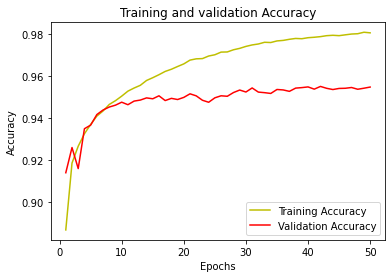 Training and validation Accuracy
Accuracy
0.98
0.96
0.94
0.92
0.90
0
10
20
30
40
50
Epochs
Training Accuracy
Validation Accuracy